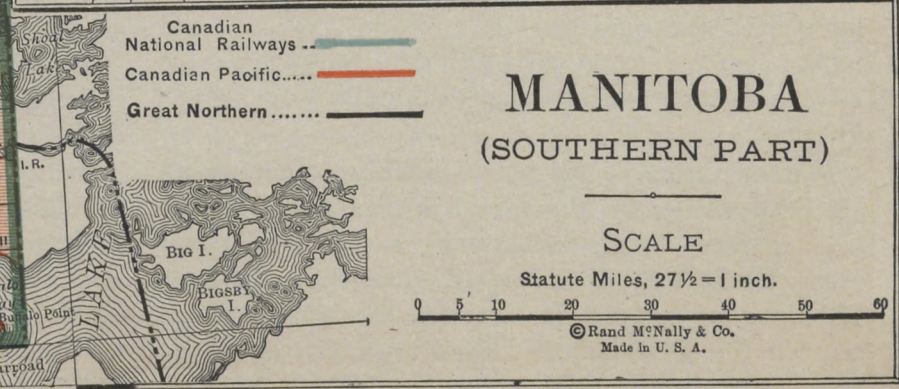 Shoal
Lake
Canadian
National Railways
Canadian Pacific.....
Great Northern.......
I. R.
BIG I.
BIGSBY
I.
LAKE
Buffalo Point
MANITOBA
(SOUTHERN PART)
SCALE
Statute Miles, 27½=1 inch.
0 5 10 20 30 40 50 60
©Rand McNally & Co.
Made in U. S. A.